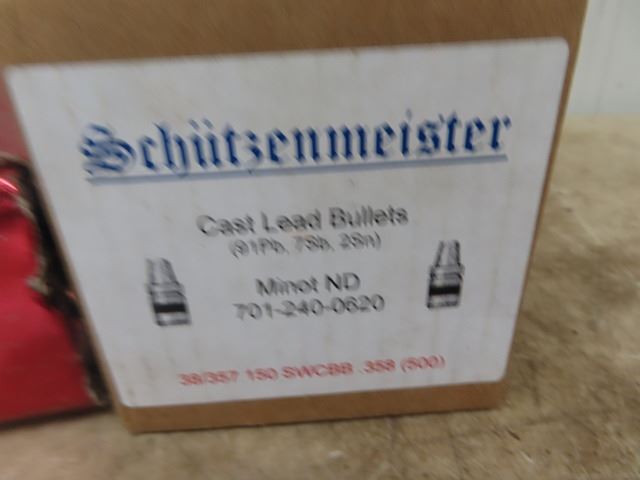 Schützenmeister
Cast Lead Bullets
(91Pb, 7Sb, 2Sn)
Minot ND
701-240-0620
38/357 150 SWCBB .358 (500)